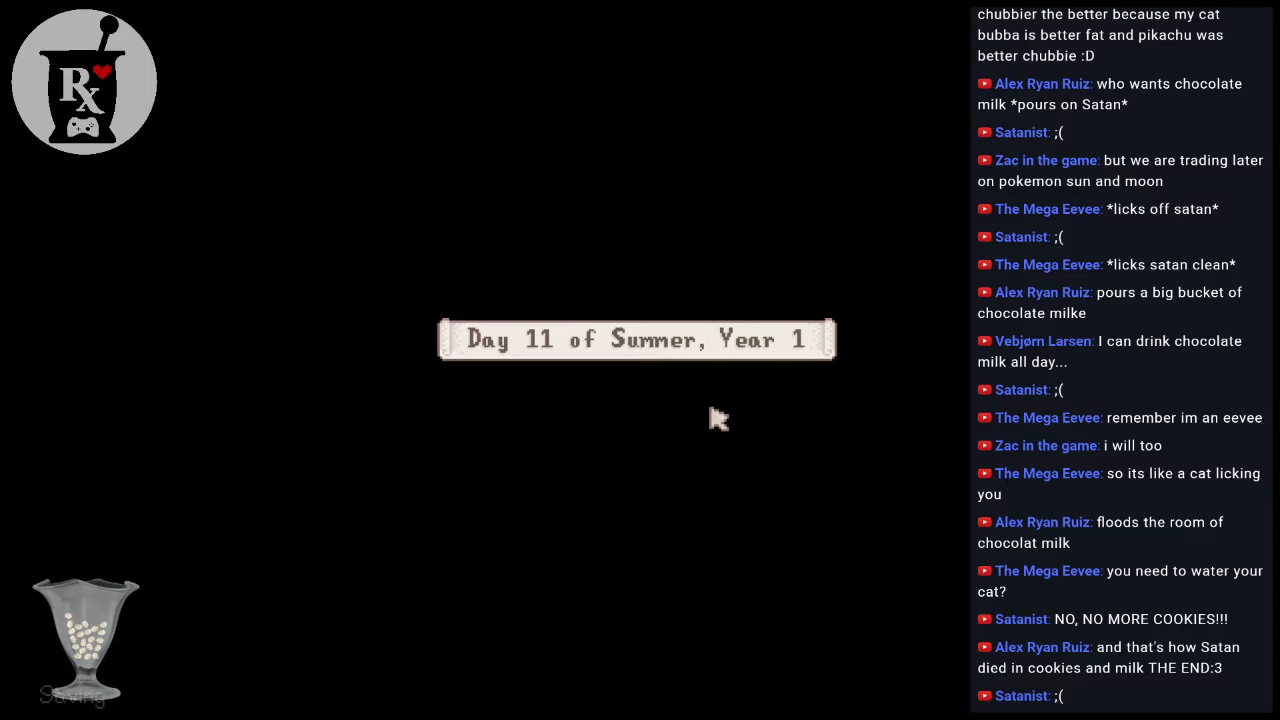 Rx
Day 11 of Summer, Year 1
Saving
chubbier the better because my cat
bubba is better fat and pikachu was
better chubbie :D
Alex Ryan Ruiz: who wants chocolate
milk *pours on Satan*
Satanist: ;(
Zac in the game: but we are trading later
on pokemon sun and moon
The Mega Eevee: *licks off satan*
Satanist: ;(
The Mega Eevee: *licks satan clean*
Alex Ryan Ruiz: pours a big bucket of
chocolate milke
Vebjørn Larsen: I can drink chocolate
milk all day...
Satanist: ;(
The Mega Eevee: remember im an eevee
Zac in the game: i will too
The Mega Eevee: so its like a cat licking
you
Alex Ryan Ruiz: floods the room of
chocolat milk
The Mega Eevee: you need to water your
cat?
Satanist: NO, NO MORE COOKIES!!!
Alex Ryan Ruiz: and that's how Satan
died in cookies and milk THE END:3
Satanist: ;(